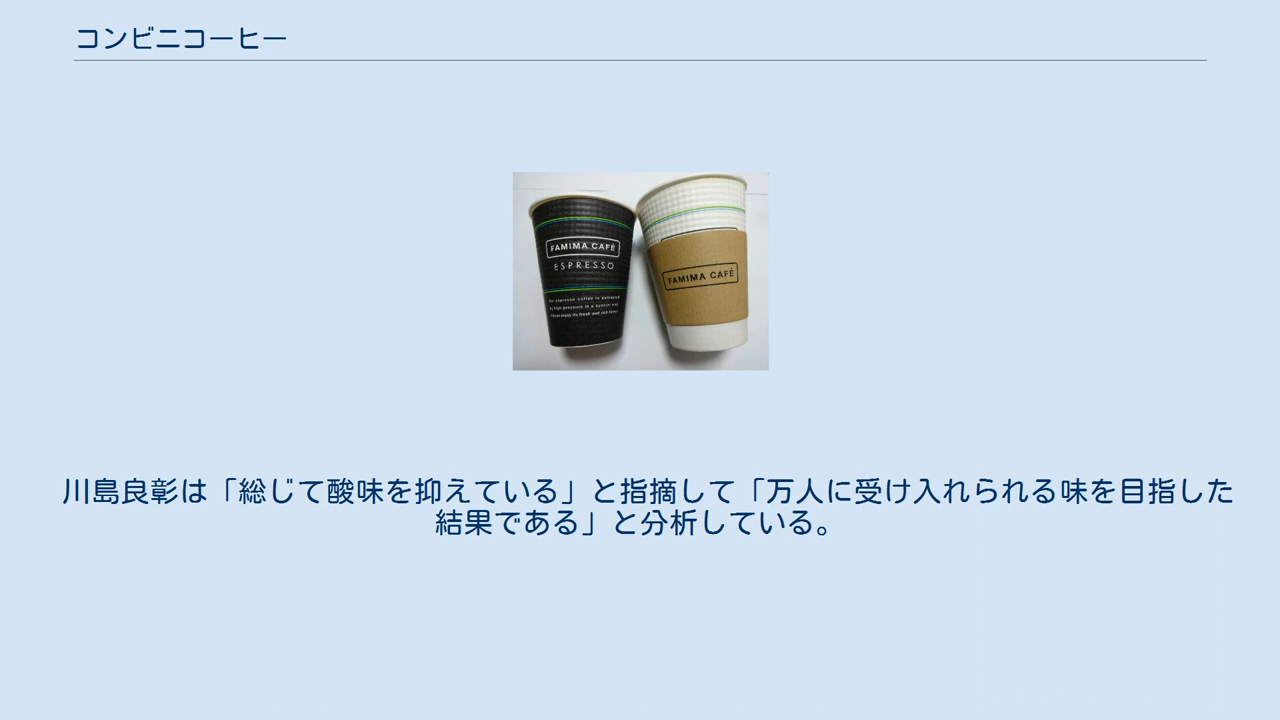 コンビニコーヒー
FAMIMA CAFÉ
ESPRESSO
FAMIMA CAFÉ
川島良彰は「総じて酸味を抑えている」と指摘して「万人に受け入れられる味を目指した
結果である」と分析している。